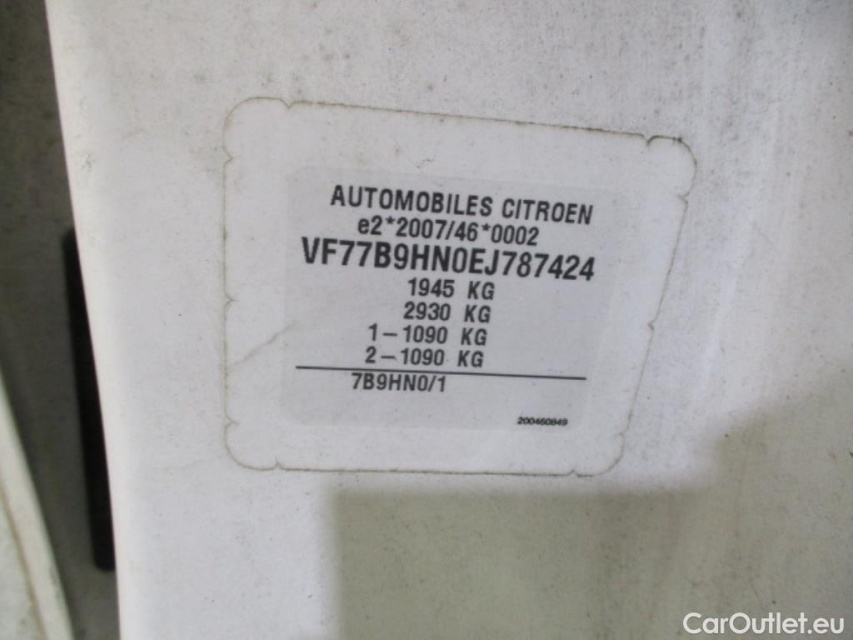 AUTOMOBILES CITROEN
e2*2007/46*0002
VF77B9HN0EJ787424
1945 KG
2930 KG
1-1090 KG
2-1090 KG
7B9HN0/1
200460849
CarOutlet.eu